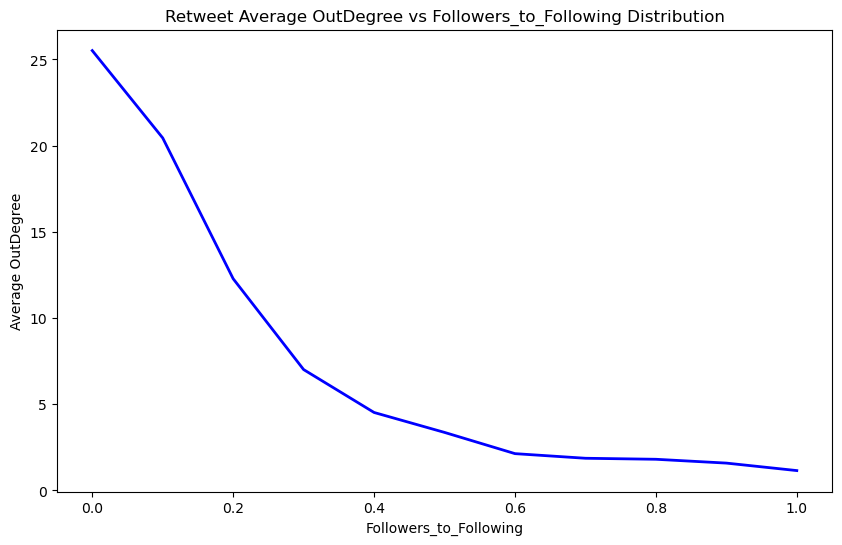 Retweet Average OutDegree vs Followers_to_Following Distribution
25
20
15
10
5
0
Average OutDegree
0.0 0.2 0.4 0.6 0.8 1.0
Followers_to_Following